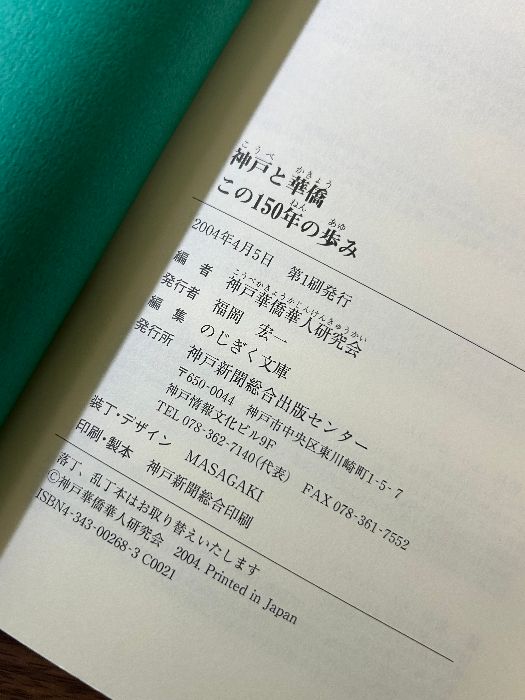 神戸と華僑
この150年の歩み
2004年4月5日　第1刷発行
編　者　神戸華僑華人研究会
発行者　福岡　宏一
編　集　のじぎく文庫
発行所　神戸新聞総合出版センター
〒650-0044　神戸市中央区東川崎町1-5-7
神戸情報文化ビル9F
TEL 078-362-7140(代表)　FAX 078-361-7552
装丁・デザイン　MASAGAKI
印刷・製本　神戸新聞総合印刷
落丁、乱丁本はお取り替えいたします
©神戸華僑華人研究会　2004. Printed in Japan
ISBN4-343-00268-3 C0021